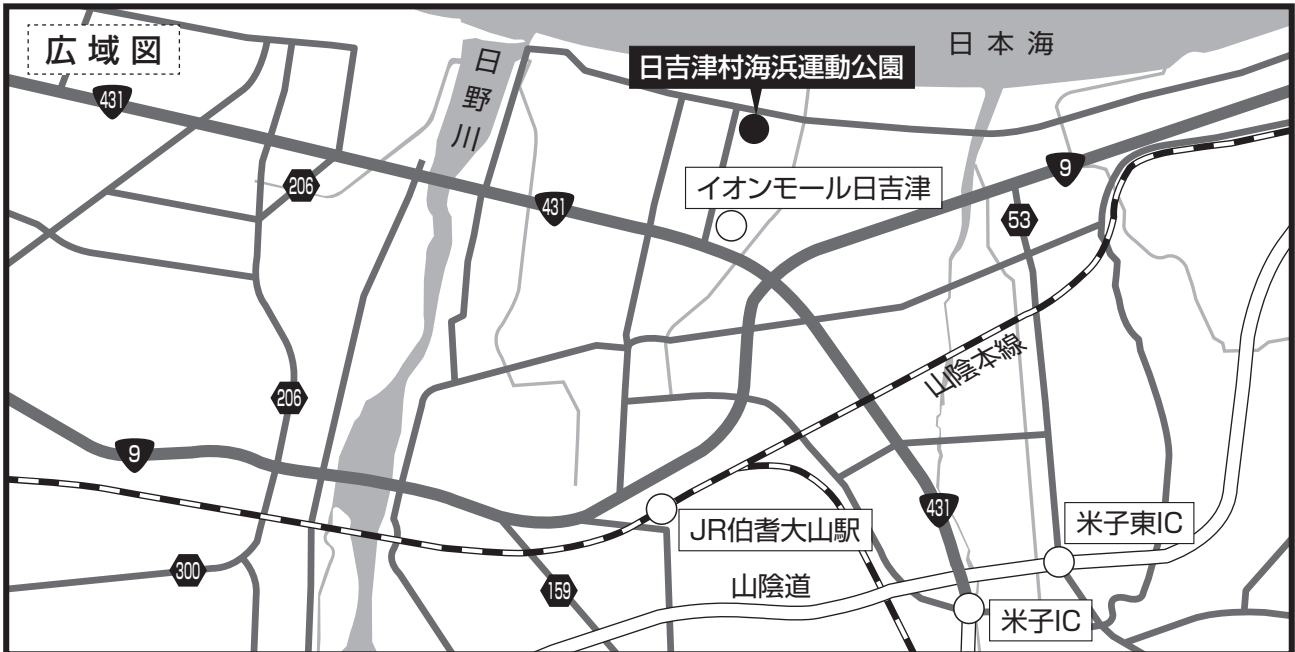 広域図
日本海
日野川
日吉津村海浜運動公園
431
9
206
イオンモール日吉津
431
53
山陰本線
206
9
431
JR伯耆大山駅
米子東IC
300
159
山陰道
米子IC